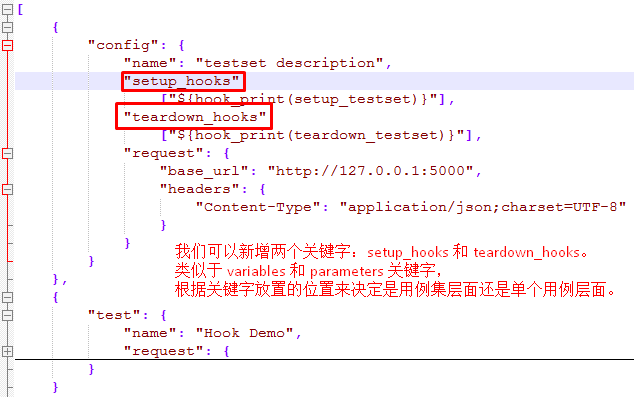 [
{
"config": {
"name": "testset description",
"setup_hooks"
["${hook_print(setup_testset)}"],
"teardown_hooks"
["${hook_print(teardown_testset)}"],
"request": {
"base_url": "http://127.0.0.1:5000",
"headers": {
"Content-Type": "application/json;charset=UTF-8"
}
}
}
我们可以新增两个关键字：setup_hooks 和 teardown_hooks。
类似于 variables 和 parameters 关键字，
根据关键字放置的位置来决定是用例集层面还是单个用例层面。
},
{
"test": {
"name": "Hook Demo",
"request": {
}
}